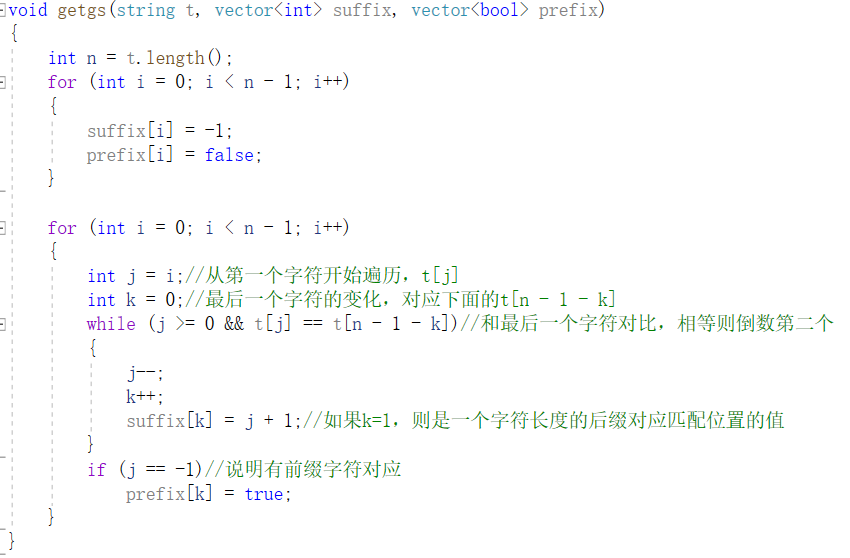 void getgs(string t, vector<int> suffix, vector<bool> prefix)
{
    int n = t.length();
    for (int i = 0; i < n - 1; i++)
    {
        suffix[i] = -1;
        prefix[i] = false;
    }

    for (int i = 0; i < n - 1; i++)
    {
        int j = i;//从第一个字符开始遍历，t[j]
        int k = 0;//最后一个字符的变化，对应下面的t[n - 1 - k]
        while (j >= 0 && t[j] == t[n - 1 - k])//和最后一个字符对比，相等则倒数第二个
        {
            j--;
            k++;
            suffix[k] = j + 1;//如果k=1，则是一个字符长度的后缀对应匹配位置的值
        }
        if (j == -1)//说明有前缀字符对应
            prefix[k] = true;
    }
}